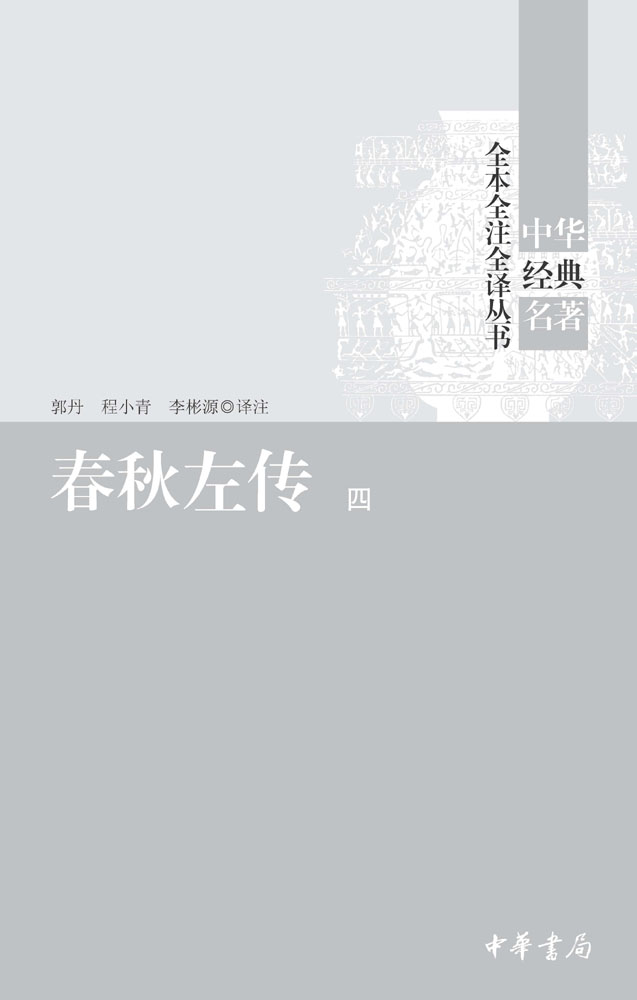 中华
经典
名著
全本全注全译丛书
郭丹　程小青　李彬源◎译注
春秋左传　四
中華書局